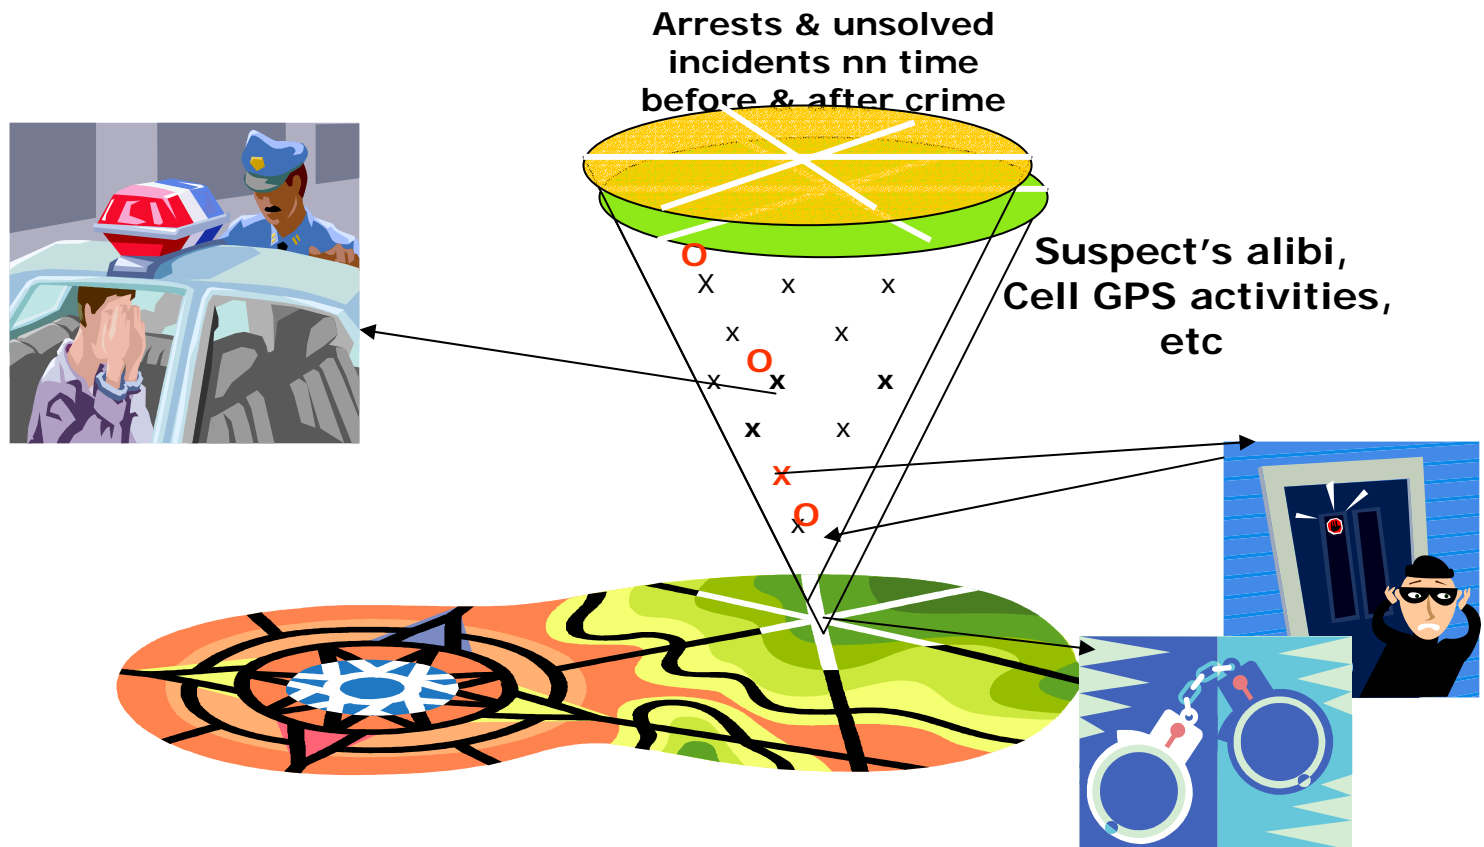 Arrests & unsolved
incidents nn time
before & after crime
Suspect's alibi,
Cell GPS activities,
etc
O
X x x
x x
O
x x x
x x
X
O
x